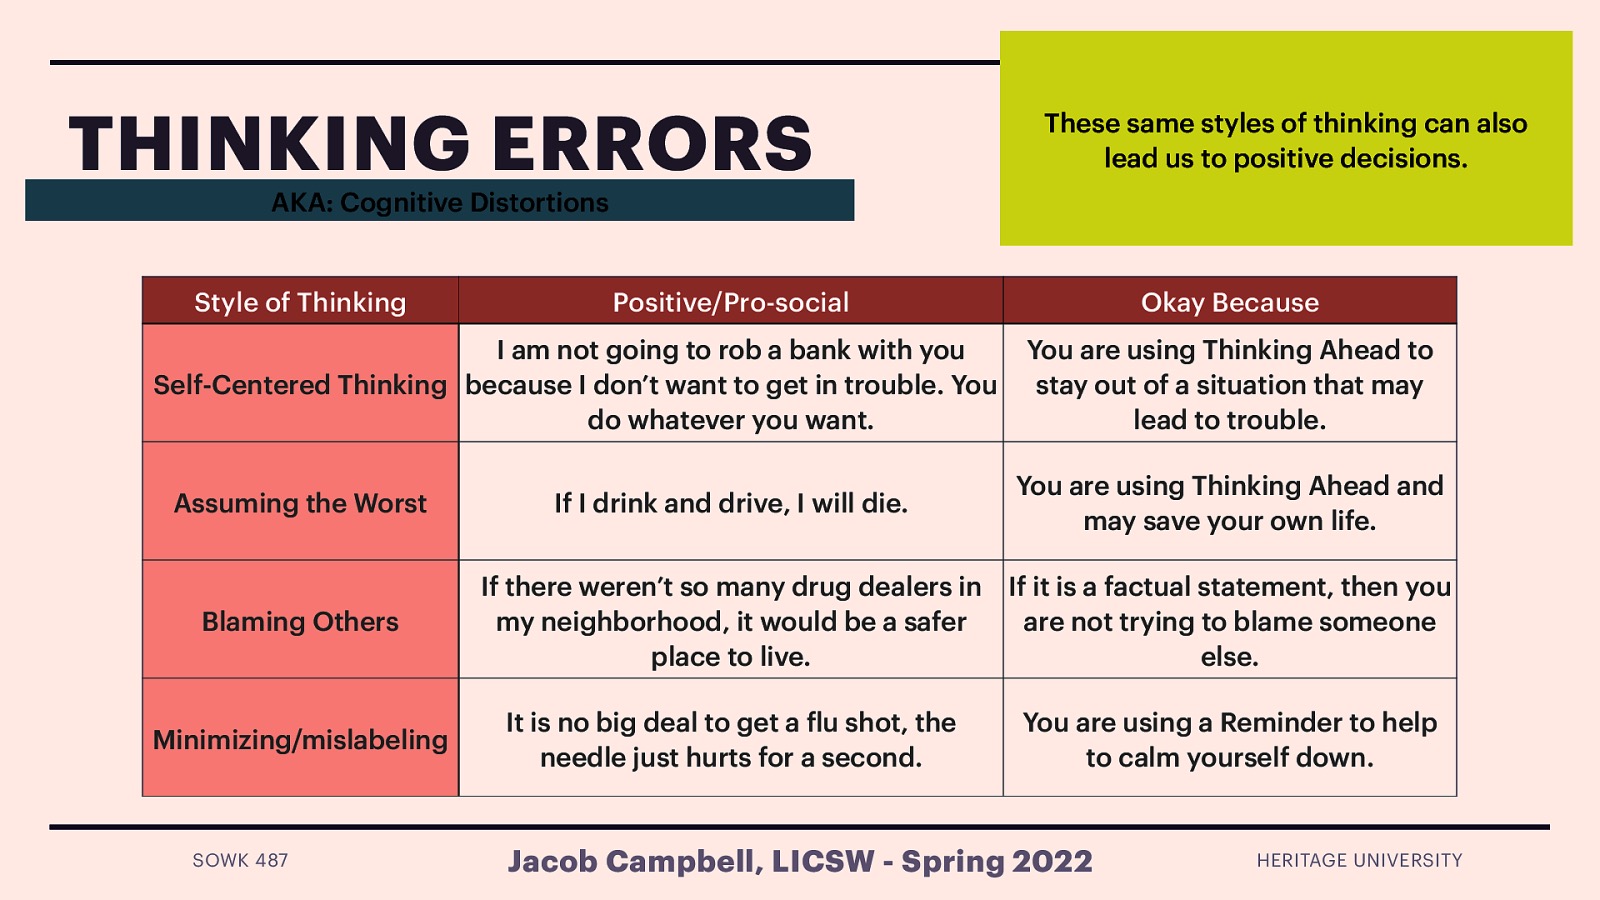 THINKING ERRORS
AKA: Cognitive Distortions
These same styles of thinking can also
lead us to positive decisions.
Style of Thinking
Positive/Pro-social
Okay Because
Self-Centered Thinking
I am not going to rob a bank with you
because I don’t want to get in trouble. You
do whatever you want.
You are using Thinking Ahead to
stay out of a situation that may
lead to trouble.
Assuming the Worst
If I drink and drive, I will die.
You are using Thinking Ahead and
may save your own life.
Blaming Others
If there weren’t so many drug dealers in
my neighborhood, it would be a safer
place to live.
If it is a factual statement, then you
are not trying to blame someone
else.
Minimizing/mislabeling
It is no big deal to get a flu shot, the
needle just hurts for a second.
You are using a Reminder to help
to calm yourself down.
SOWK 487
Jacob Campbell, LICSW - Spring 2022
HERITAGE UNIVERSITY